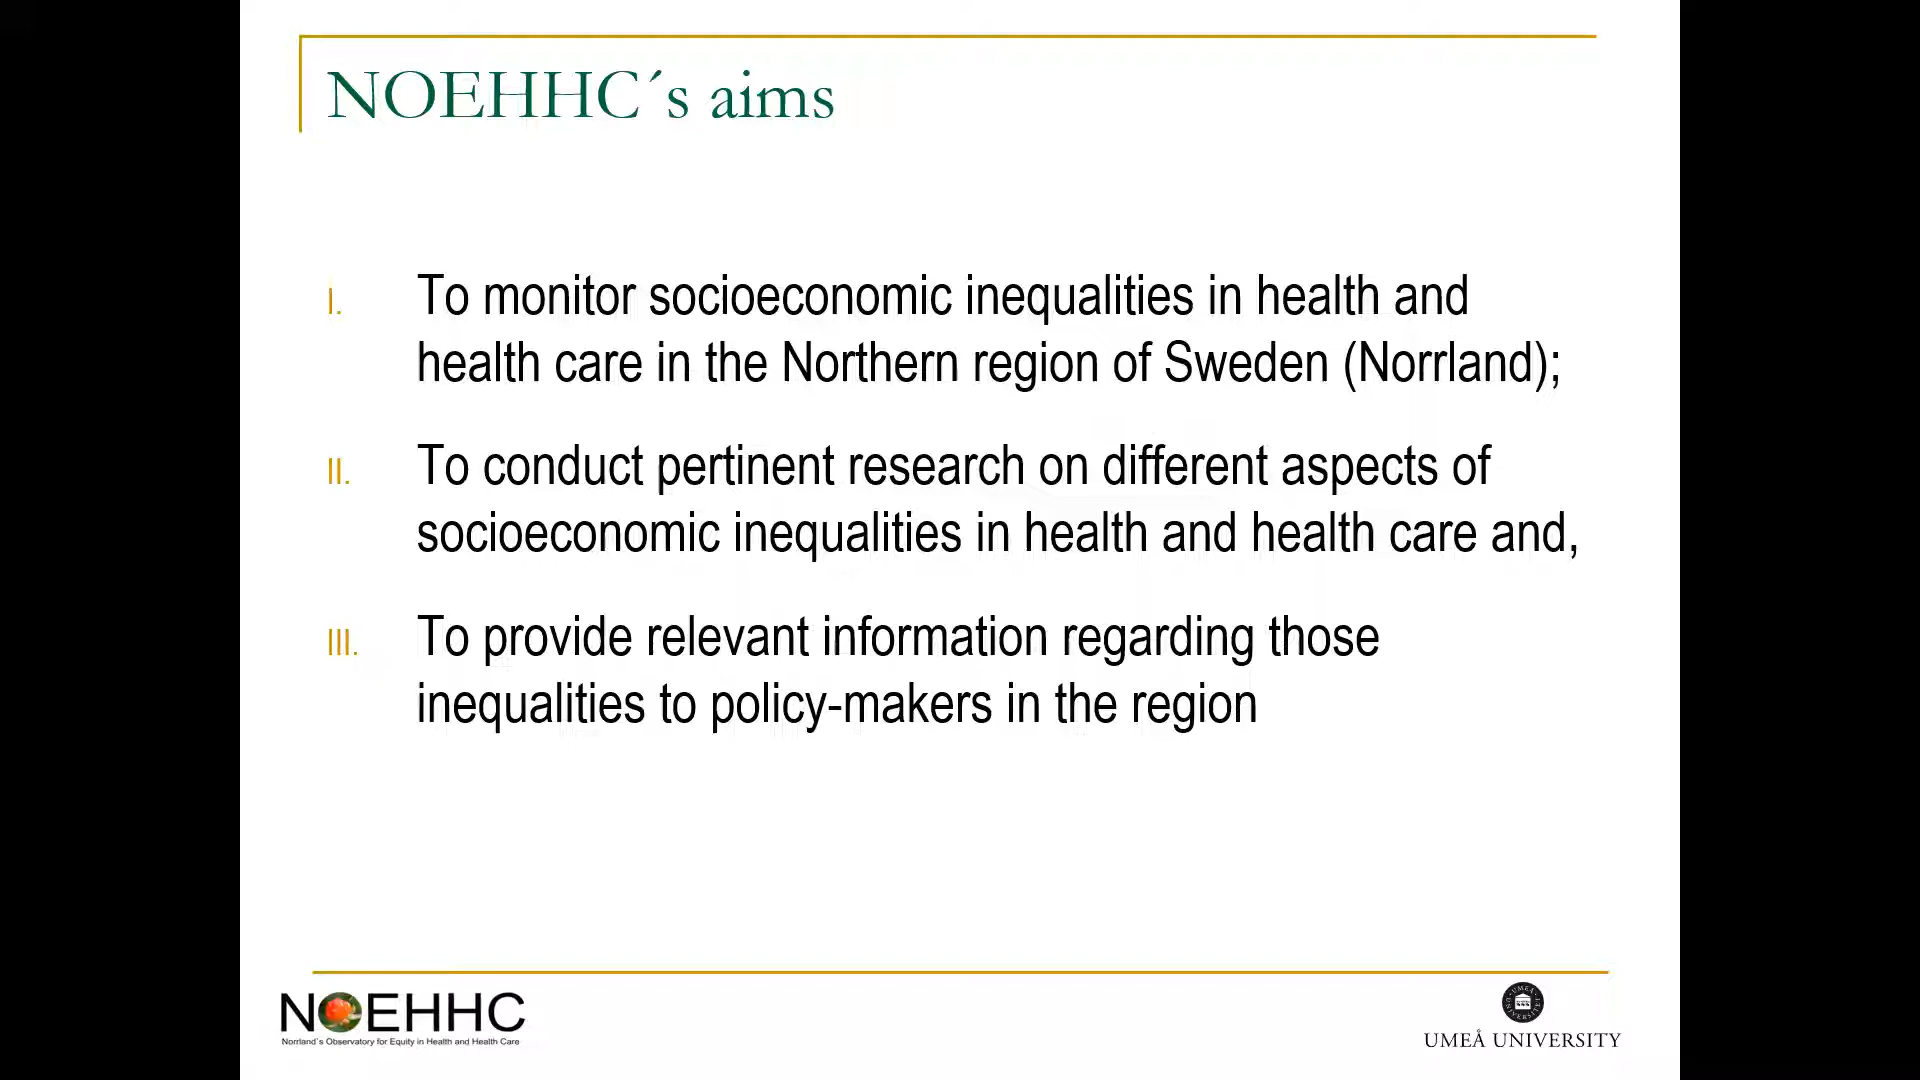 NOEHHC´s aims
I. To monitor socioeconomic inequalities in health and
health care in the Northern region of Sweden (Norrland);
II. To conduct pertinent research on different aspects of
socioeconomic inequalities in health and health care and,
III. To provide relevant information regarding those
inequalities to policy-makers in the region
NOEHHC
Norrland´s Observatory for Equity in Health and Health Care
UMEÅ UNIVERSITY